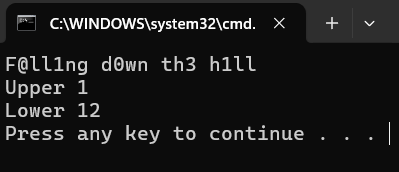 C:\WINDOWS\system32\cmd.
F@ll1ng d0wn th3 h1ll
Upper 1
Lower 12
Press any key to continue . . .